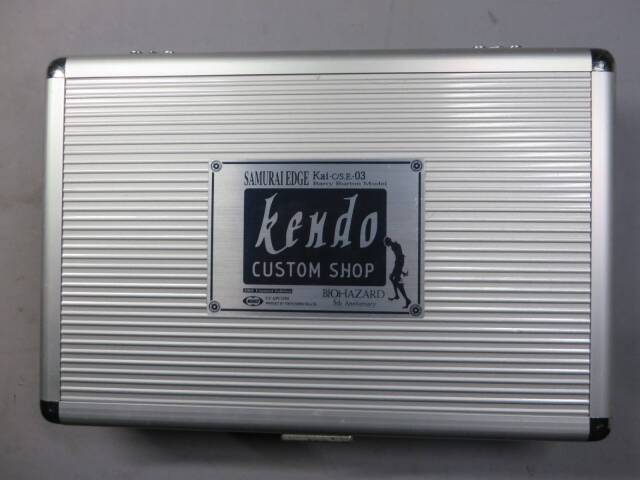 SAMURAI EDGE Kai-C/S.E.-03
Barry Burton Model
Kendo
CUSTOM SHOP
BIOHAZARD
5th Anniversary